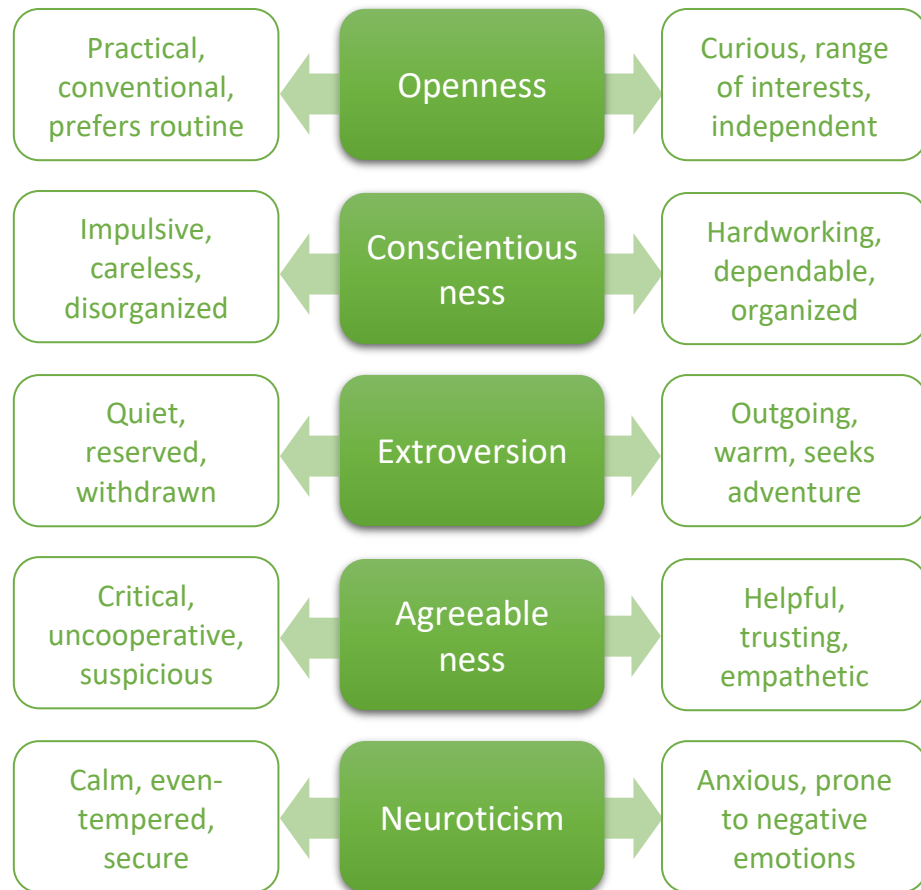 Practical,
conventional,
prefers routine
Openness
Curious, range
of interests,
independent
Impulsive,
careless,
disorganized
Conscientious
ness
Hardworking,
dependable,
organized
Quiet,
reserved,
withdrawn
Extroversion
Outgoing,
warm, seeks
adventure
Critical,
uncooperative,
suspicious
Agreeable
ness
Helpful,
trusting,
empathetic
Calm, even-
tempered,
secure
Neuroticism
Anxious, prone
to negative
emotions